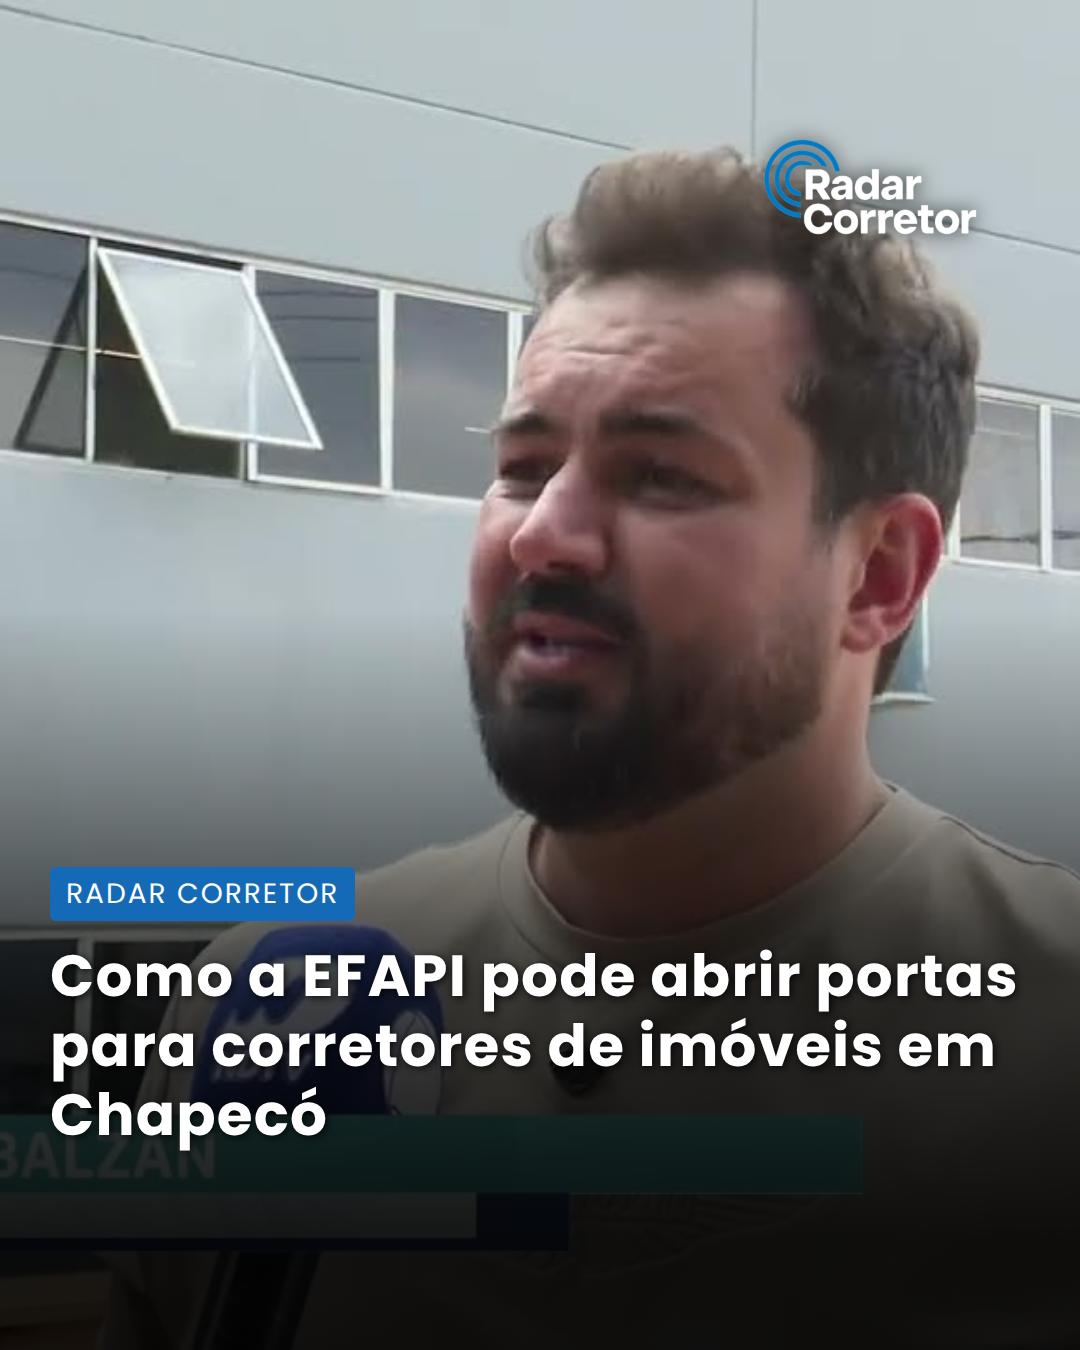 Radar
Corretor
RADAR CORRETOR
Como a EFAPI pode abrir portas
para corretores de imóveis em
Chapecó
BALZAN